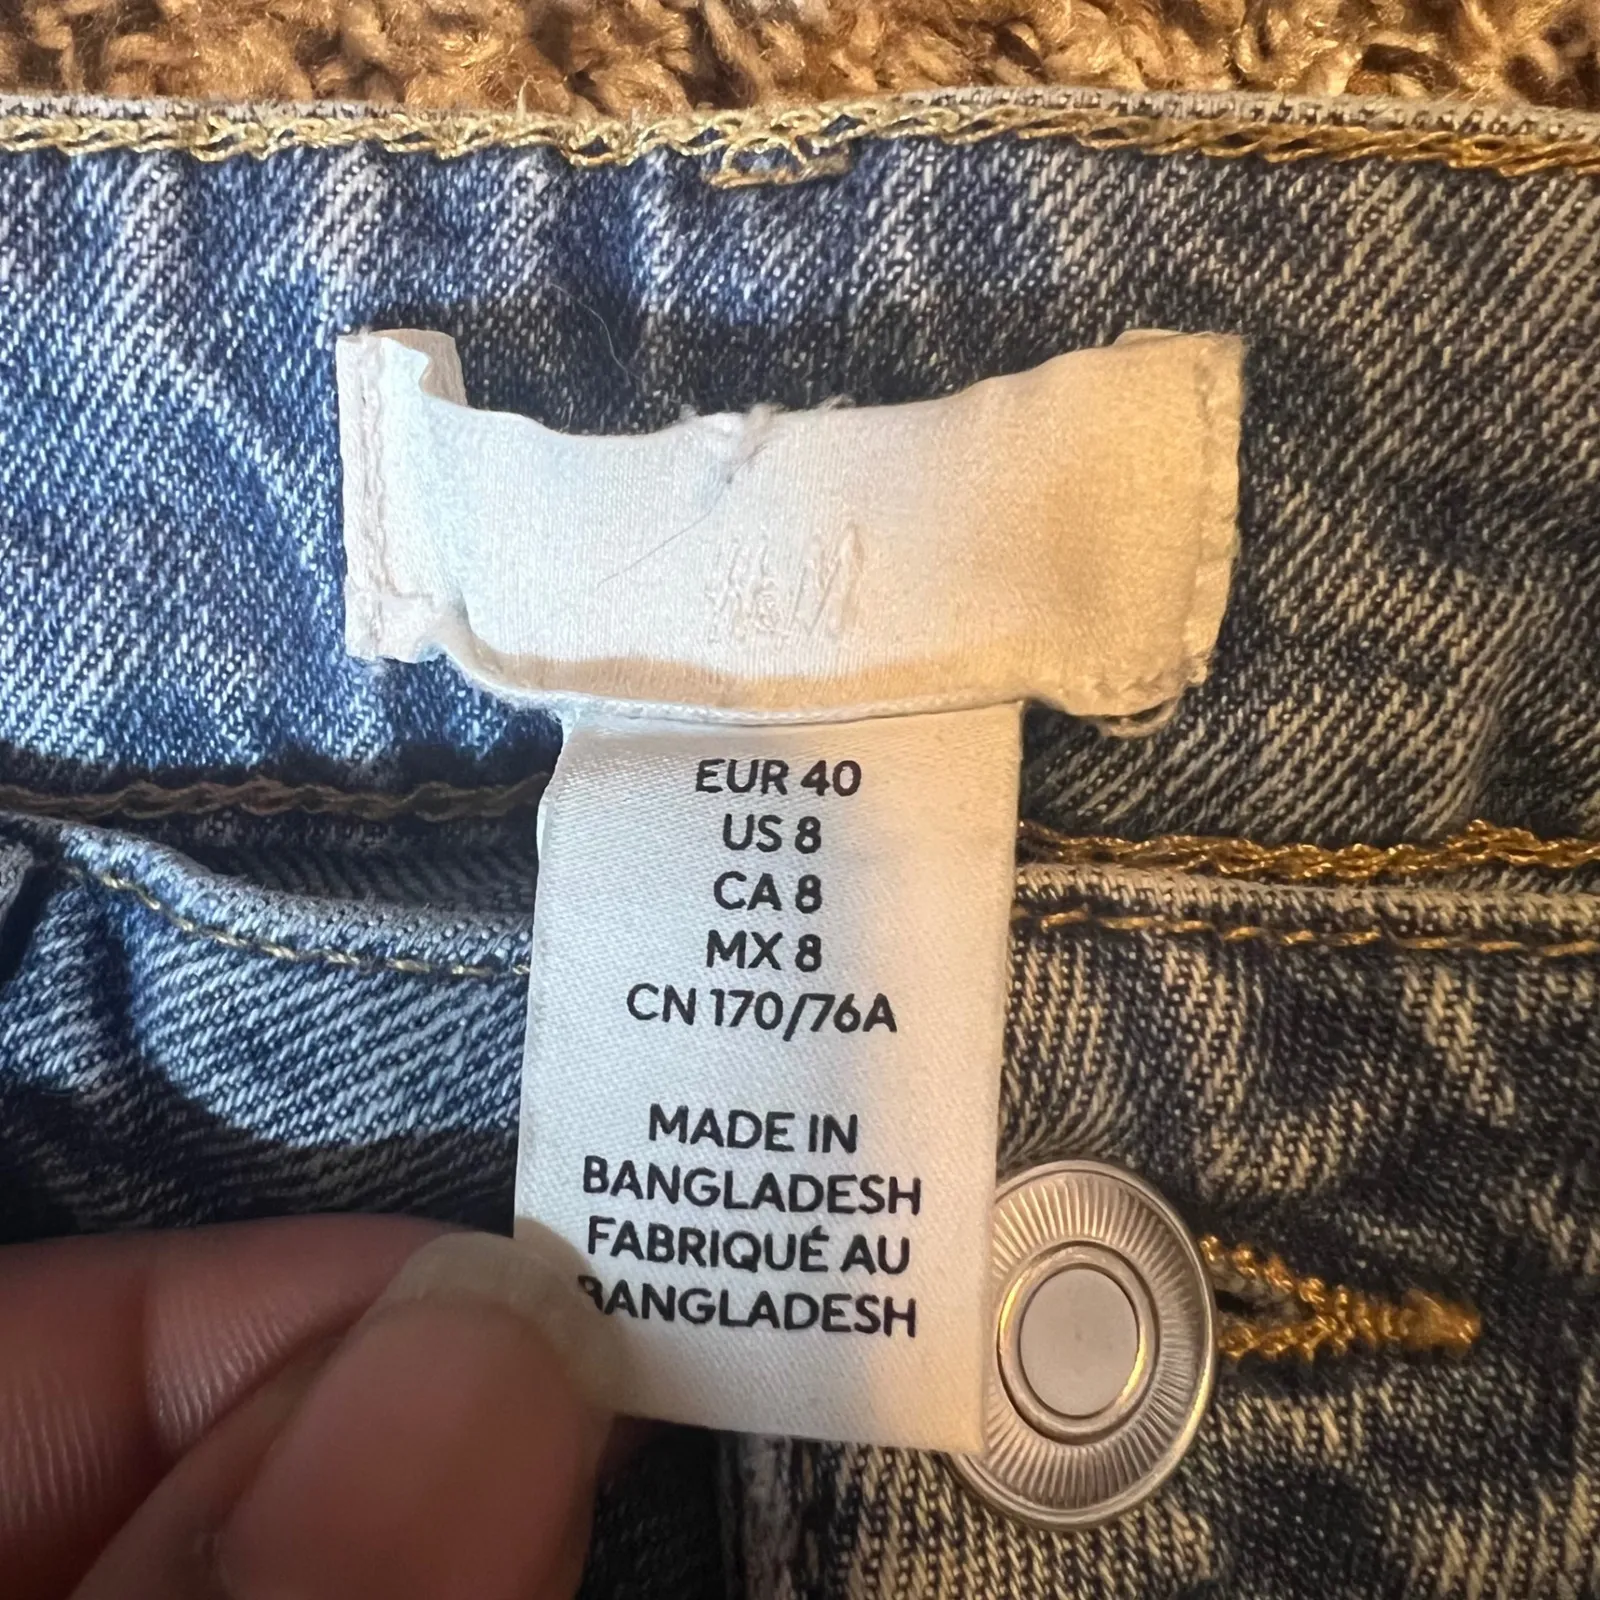 H&M
EUR 40
US 8
CA 8
MX 8
CN 170/76A
MADE IN
BANGLADESH
FABRIQUÉ AU
BANGLADESH